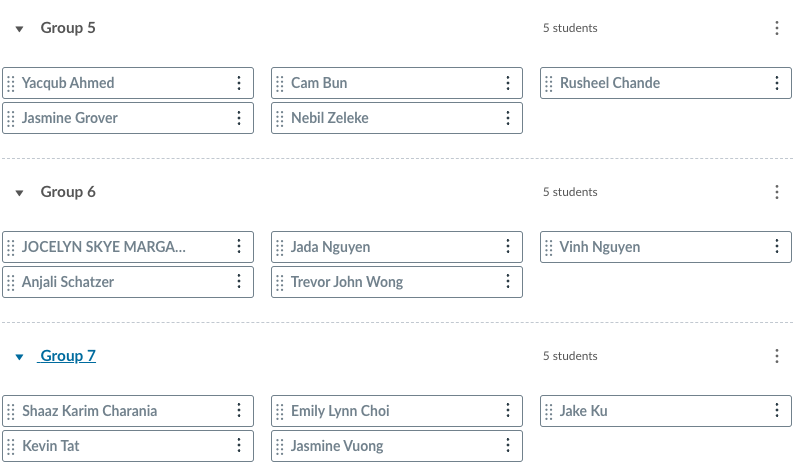 Group 5 5 students
Yacqub Ahmed Cam Bun Rusheel Chande
Jasmine Grover Nebil Zeleke
Group 6 5 students
JOCELYN SKYE MARGA... Jada Nguyen Vinh Nguyen
Anjali Schatzer Trevor John Wong
Group 7 5 students
Shaaz Karim Charania Emily Lynn Choi Jake Ku
Kevin Tat Jasmine Vuong